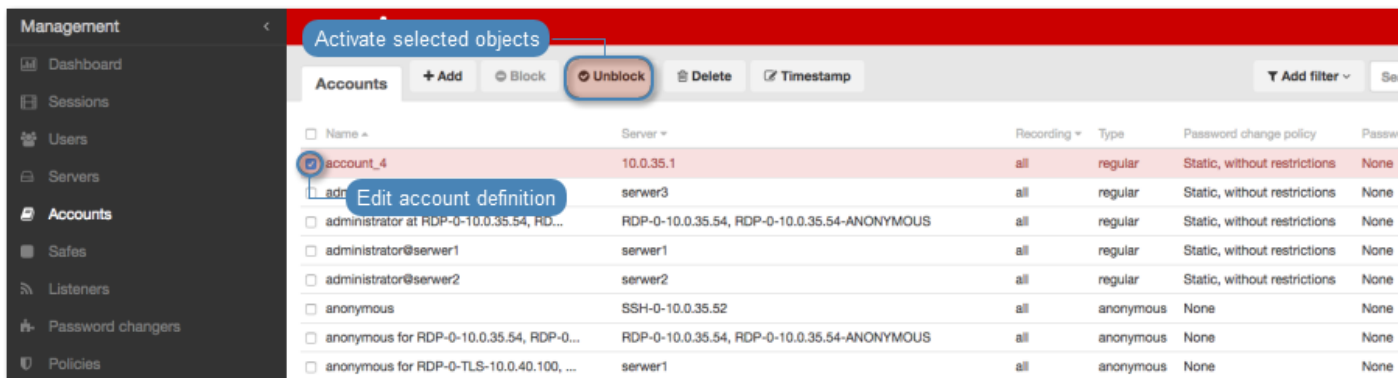 Management
Dashboard
Sessions
Users
Servers
Accounts
Safes
Listeners
Password changers
Policies
Activate selected objects
Accounts + Add Block Unblock Delete Timestamp Add filter
Name Server Recording Type Password change policy
account_4 10.0.35.1 all regular Static, without restrictions None
serwer3 all regular Static, without restrictions None
Edit account definition
administrator at RDP-0-10.0.35.54, RD... RDP-0-10.0.35.54, RDP-0-10.0.35.54-ANONYMOUS all regular Static, without restrictions None
administrator@serwer1 serwer1 all regular Static, without restrictions None
administrator@serwer2 serwer2 all regular Static, without restrictions None
anonymous SSH-0-10.0.35.52 all anonymous None None
anonymous for RDP-0-10.0.35.54, RDP-0... RDP-0-10.0.35.54, RDP-0-10.0.35.54-ANONYMOUS all anonymous None None
anonymous for RDP-0-TLS-10.0.40.100, ... serwer1 all anonymous None None